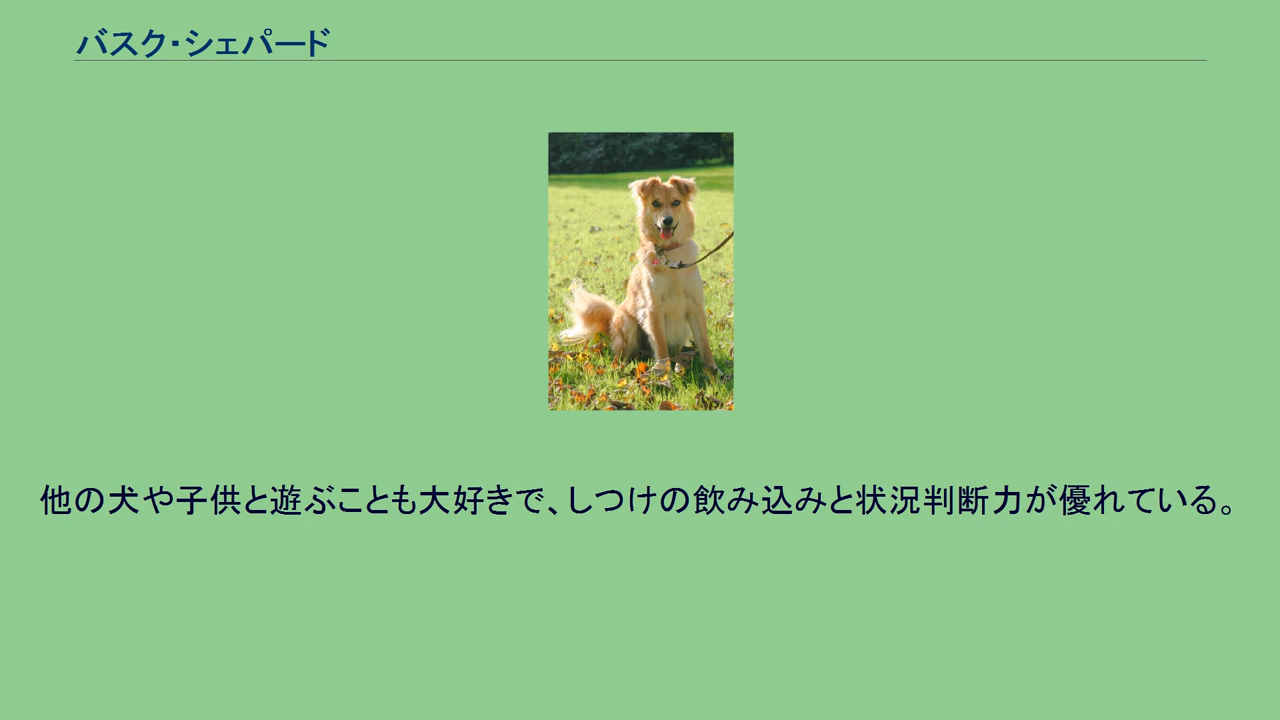 バスク・シェパード
他の犬や子供と遊ぶことも大好きで、しつけの飲み込みと状況判断力が優れている。